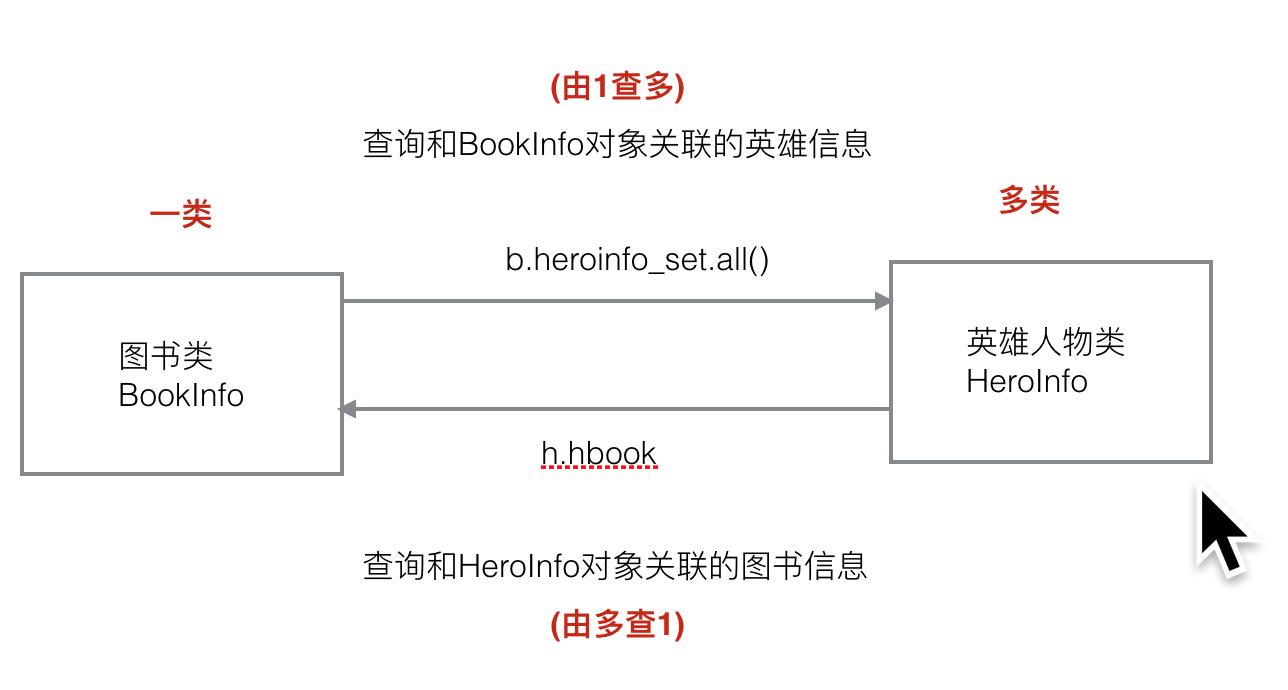 (由1查多)
查询和BookInfo对象关联的英雄信息
一类
多类
b.heroinfo_set.all()
图书类
BookInfo
英雄人物类
HeroInfo
h.hbook
查询和HeroInfo对象关联的图书信息
(由多查1)